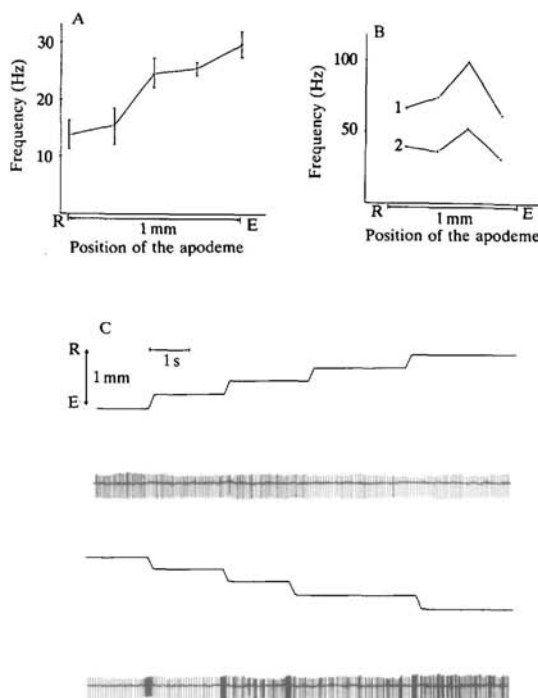 A
Frequency (Hz)
30
20
10
R
1 mm
E
Position of the apodeme
B
Frequency (Hz)
100
50
1
2
R
1 mm
E
Position of the apodeme
C
R
1 mm
E
1 s